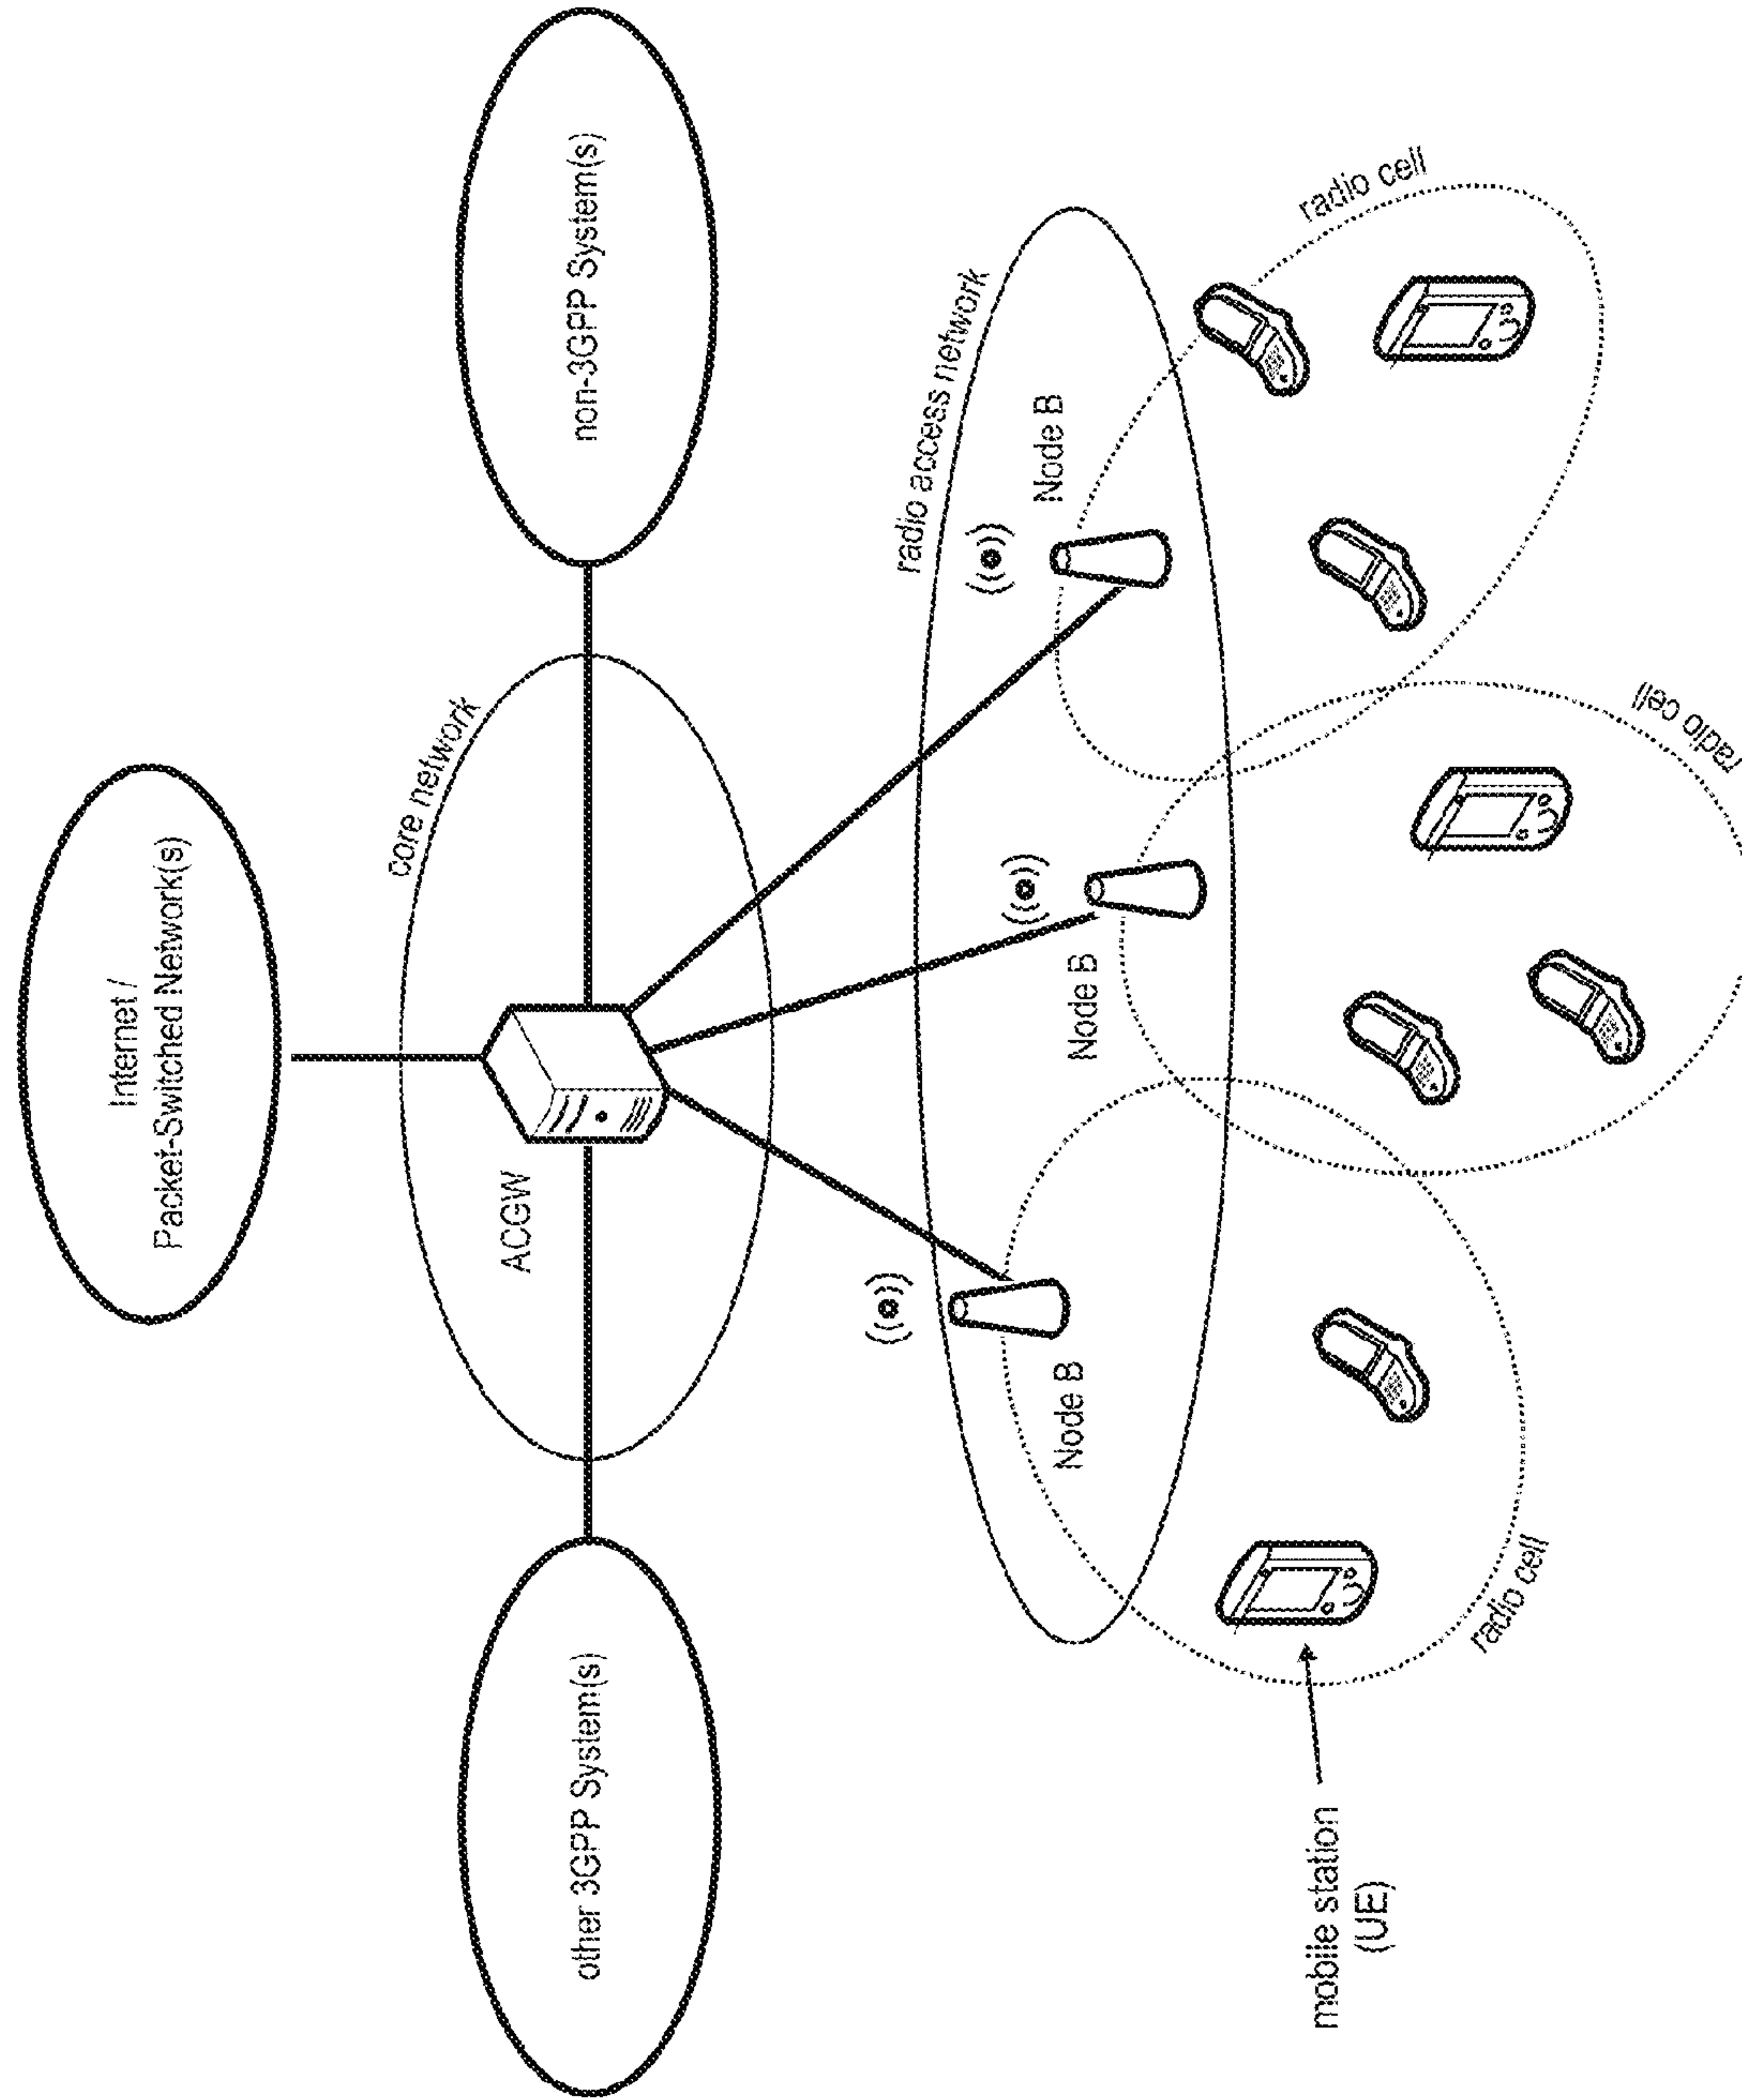 Internet /
Packet-Switched Network(s)
core network
ACGW
other 3GPP System(s)
non-3GPP System(s)
radio access network
Node B
Node B
Node B
radio cell
radio cell
radio cell
mobile station
(UE)